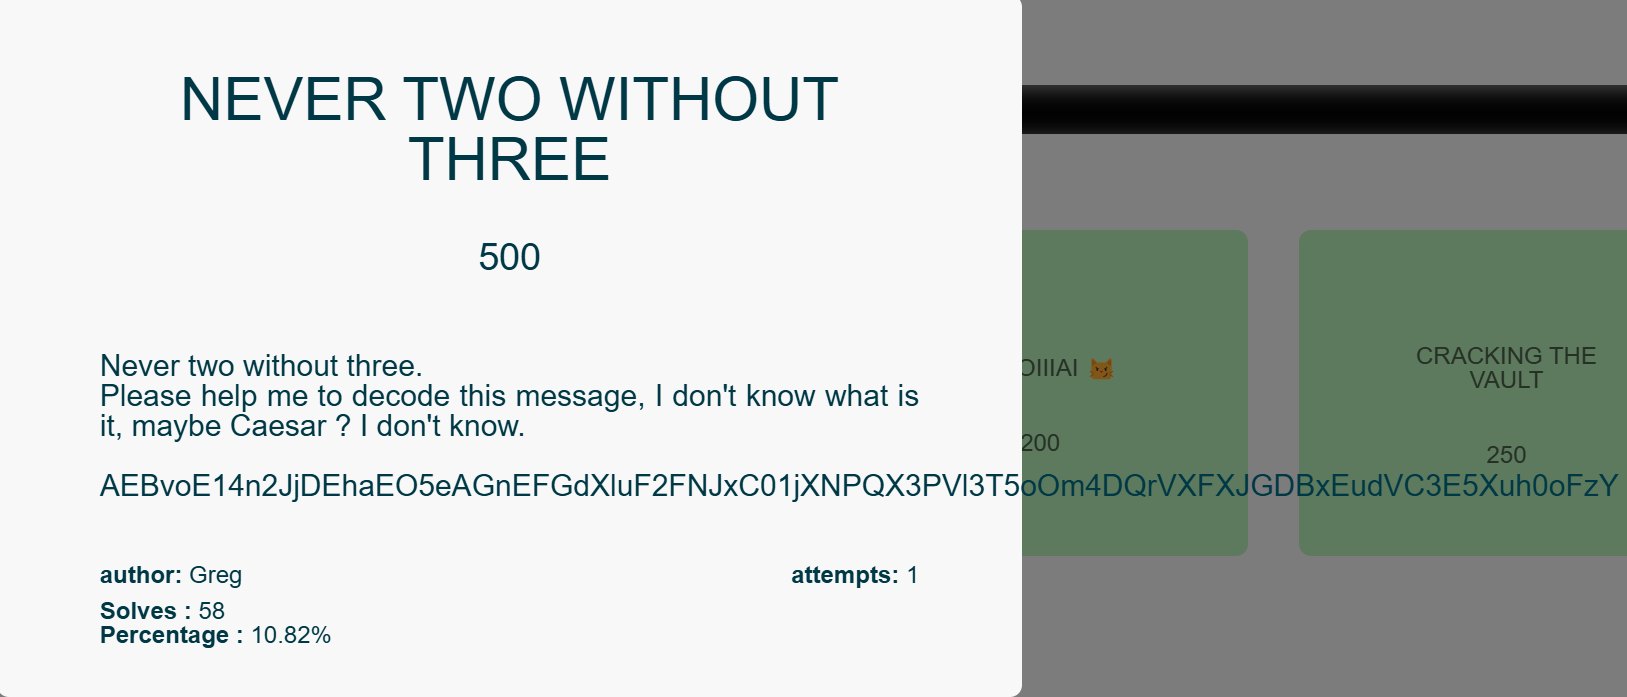 NEVER TWO WITHOUT
THREE
500
Never two without three.
Please help me to decode this message, I don't know what is
it, maybe Caesar ? I don't know.
AEBvoE14n2JjDEhaEO5eAGnEFGdXluF2FNJxC01jXNPQX3PVl3T5oOm4DQrVXFXJGDBxEudVC3E5Xuh0oFzY
author: Greg
attempts: 1
Solves : 58
Percentage : 10.82%
OIIIAI
200
CRACKING THE
VAULT
250